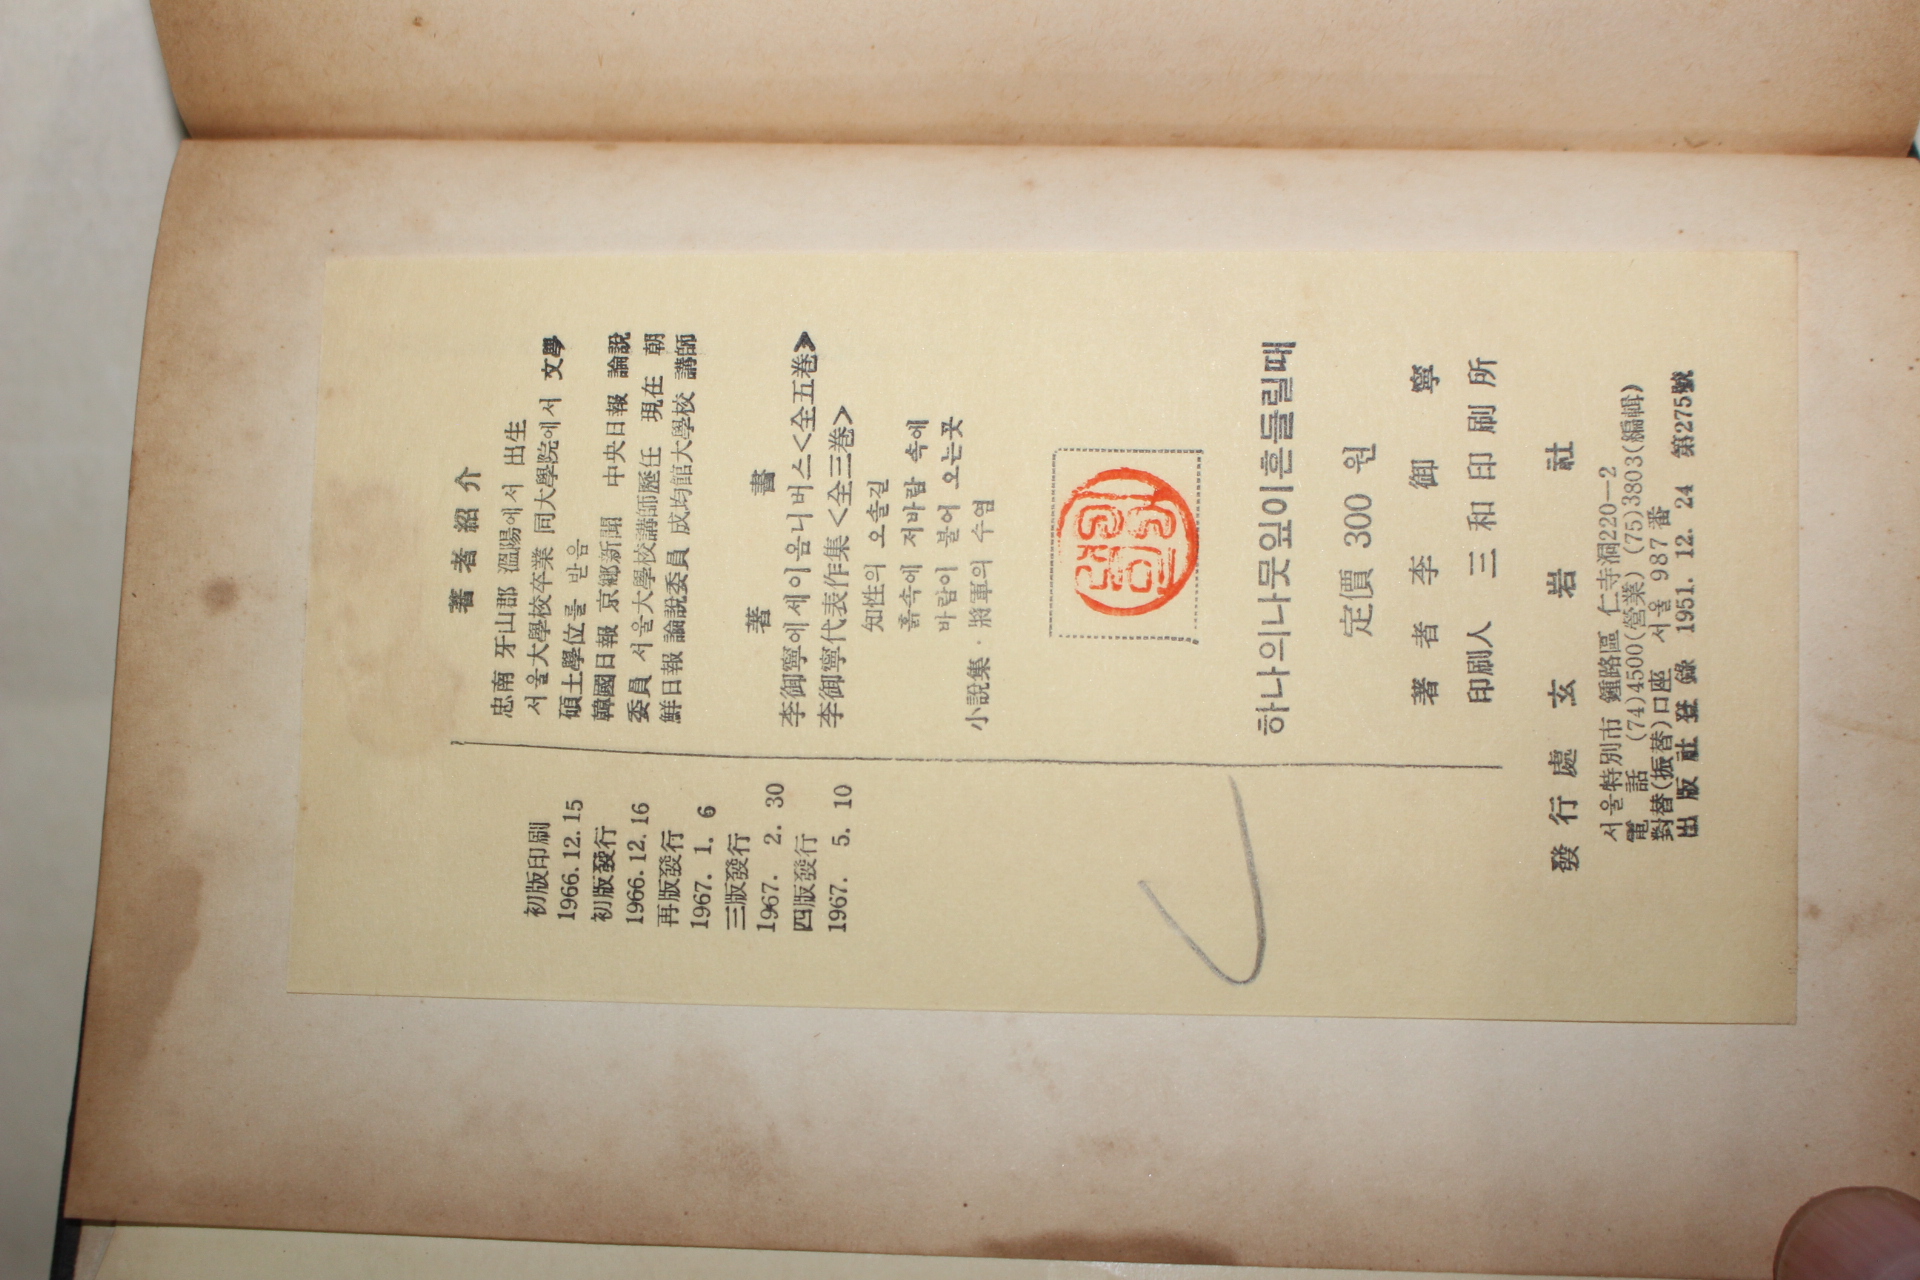 著者紹介
忠南 牙山郡 溫陽에서 出生
서울大學校卒業 同大學院에서 文學
碩士學位를 받음
韓國日報 京鄕新聞 中央日報 論說
委員 서울大學校講師歷任 現在 朝
鮮日報 論說委員 成均館大學校 講師
著 書
李御寧에세이옴니버스<全五巻>
李御寧代表作集<全三巻>
知性의 오솔길
흙속에 저바람 속에
바람이 불어 오는곳
小說集·將軍의 수염
初版印刷
1966.12.15
初版發行
1966.12.16
再版發行
1967. 1. 6
三版發行
1967. 2. 30
四版發行
1967. 5. 10
하나의나뭇잎이흔들릴때
定價 300 원
著者 李御寧
印刷人 三和印刷所
發行處 玄岩社
서울特別市 鍾路區 仁寺洞220—2
電話 (74)4500(營業) (75)3803(編輯)
對替(振替)口座 서울 987番
出版社登錄 1951. 12. 24 第275號